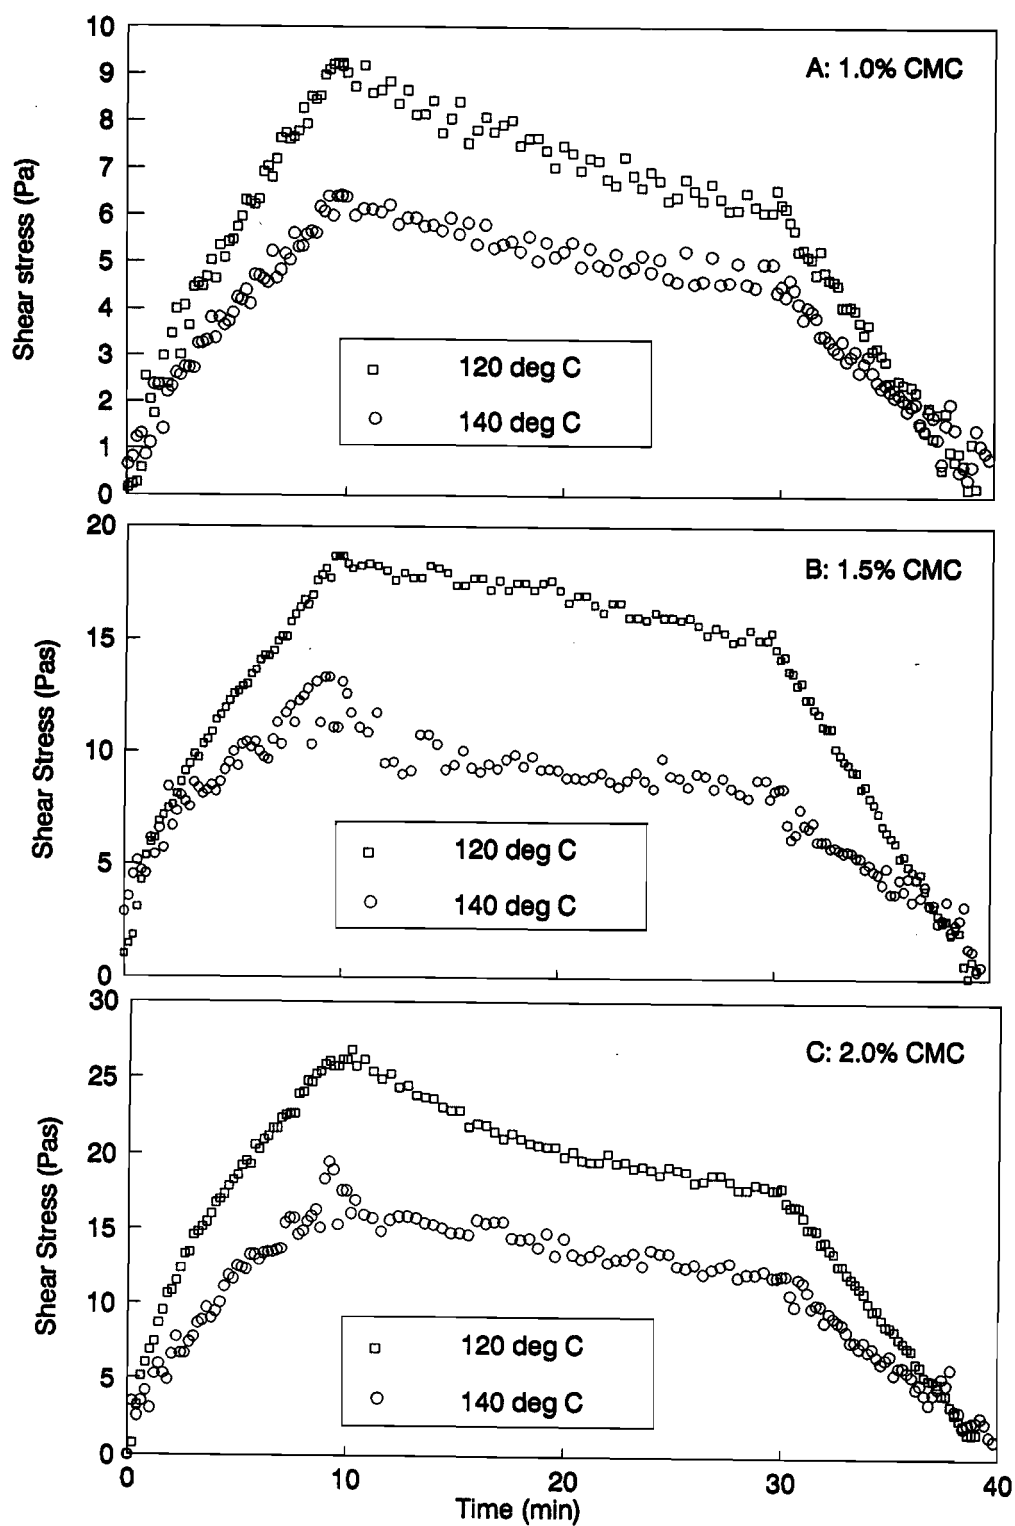 10
9
8
7
6
5
4
3
2
1
0
Shear stress (Pa)
A: 1.0% CMC
120 deg C
140 deg C
20
15
10
5
0
Shear Stress (Pas)
B: 1.5% CMC
120 deg C
140 deg C
30
25
20
15
10
5
0
Shear Stress (Pas)
C: 2.0% CMC
120 deg C
140 deg C
0 10 20 30 40
Time (min)